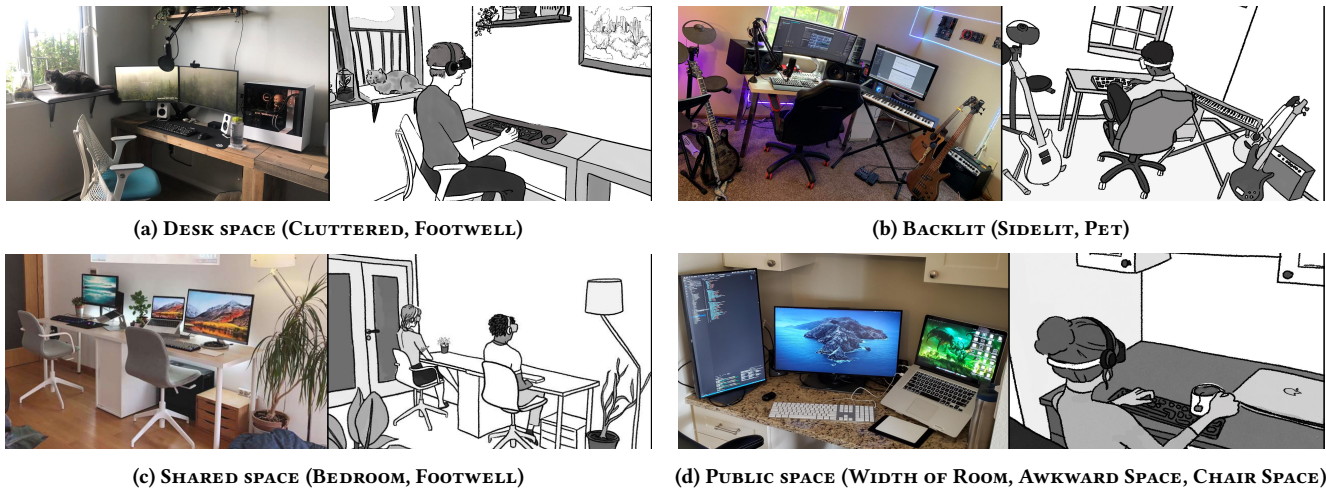 (a) Desk space (Cluttered, Footwell)
(b) Backlit (Sidelit, Pet)
(c) Shared space (Bedroom, Footwell)
(d) Public space (Width of Room, Awkward Space, Chair Space)